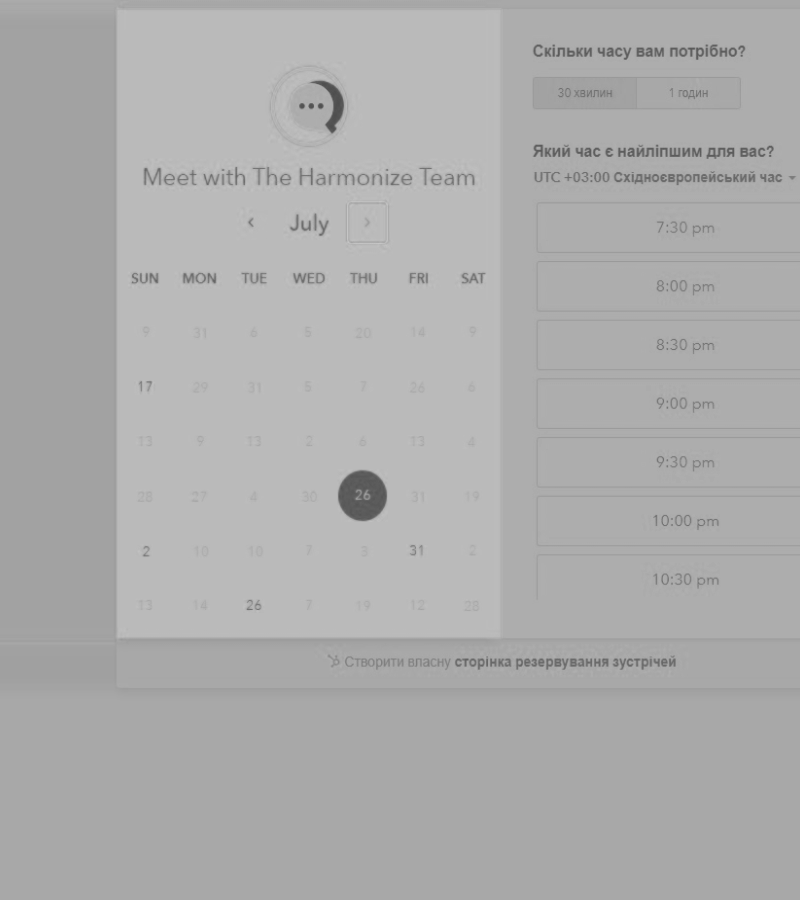 Meet with The Harmonize Team
July
SUN MON TUE WED THU FRI SAT
9 31 6 5 20 14 9
17 29 31 5 7 26 6
13 9 13 2 6 13 4
28 27 4 30 26 31 19
2 10 10 7 3 31 2
13 14 26 7 19 12 28
Скільки часу вам потрібно?
30 хвилин 1 годин
Який час є найліпшим для вас?
UTC +03:00 Східноєвропейський час
7:30 pm
8:00 pm
8:30 pm
9:00 pm
9:30 pm
10:00 pm
10:30 pm
Створити власну сторінка резервування зустрічей